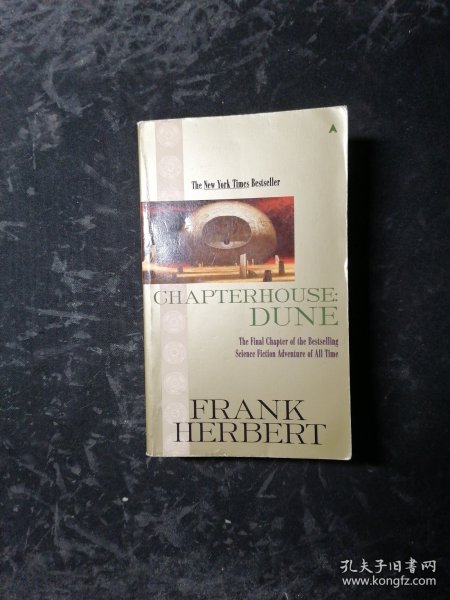 The New York Times Bestseller
CHAPTERHOUSE:
DUNE
The Final Chapter of the Bestselling
Science Fiction Adventure of All Time
FRANK
HERBERT
孔夫子旧书网
www.kongfz.com